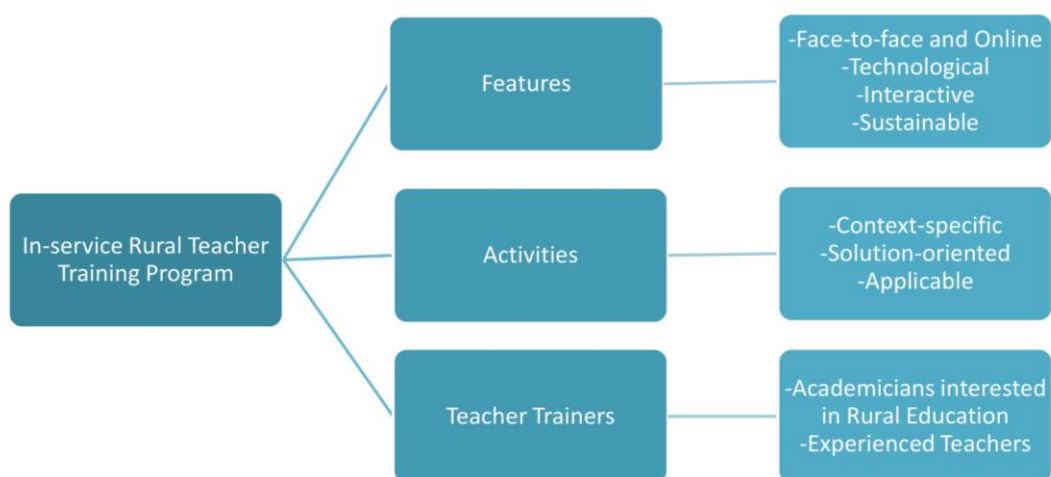 In-service Rural Teacher
Training Program
Features
-Face-to-face and Online
-Technological
-Interactive
-Sustainable
Activities
-Context-specific
-Solution-oriented
-Applicable
Teacher Trainers
-Academicians interested
in Rural Education
-Experienced Teachers